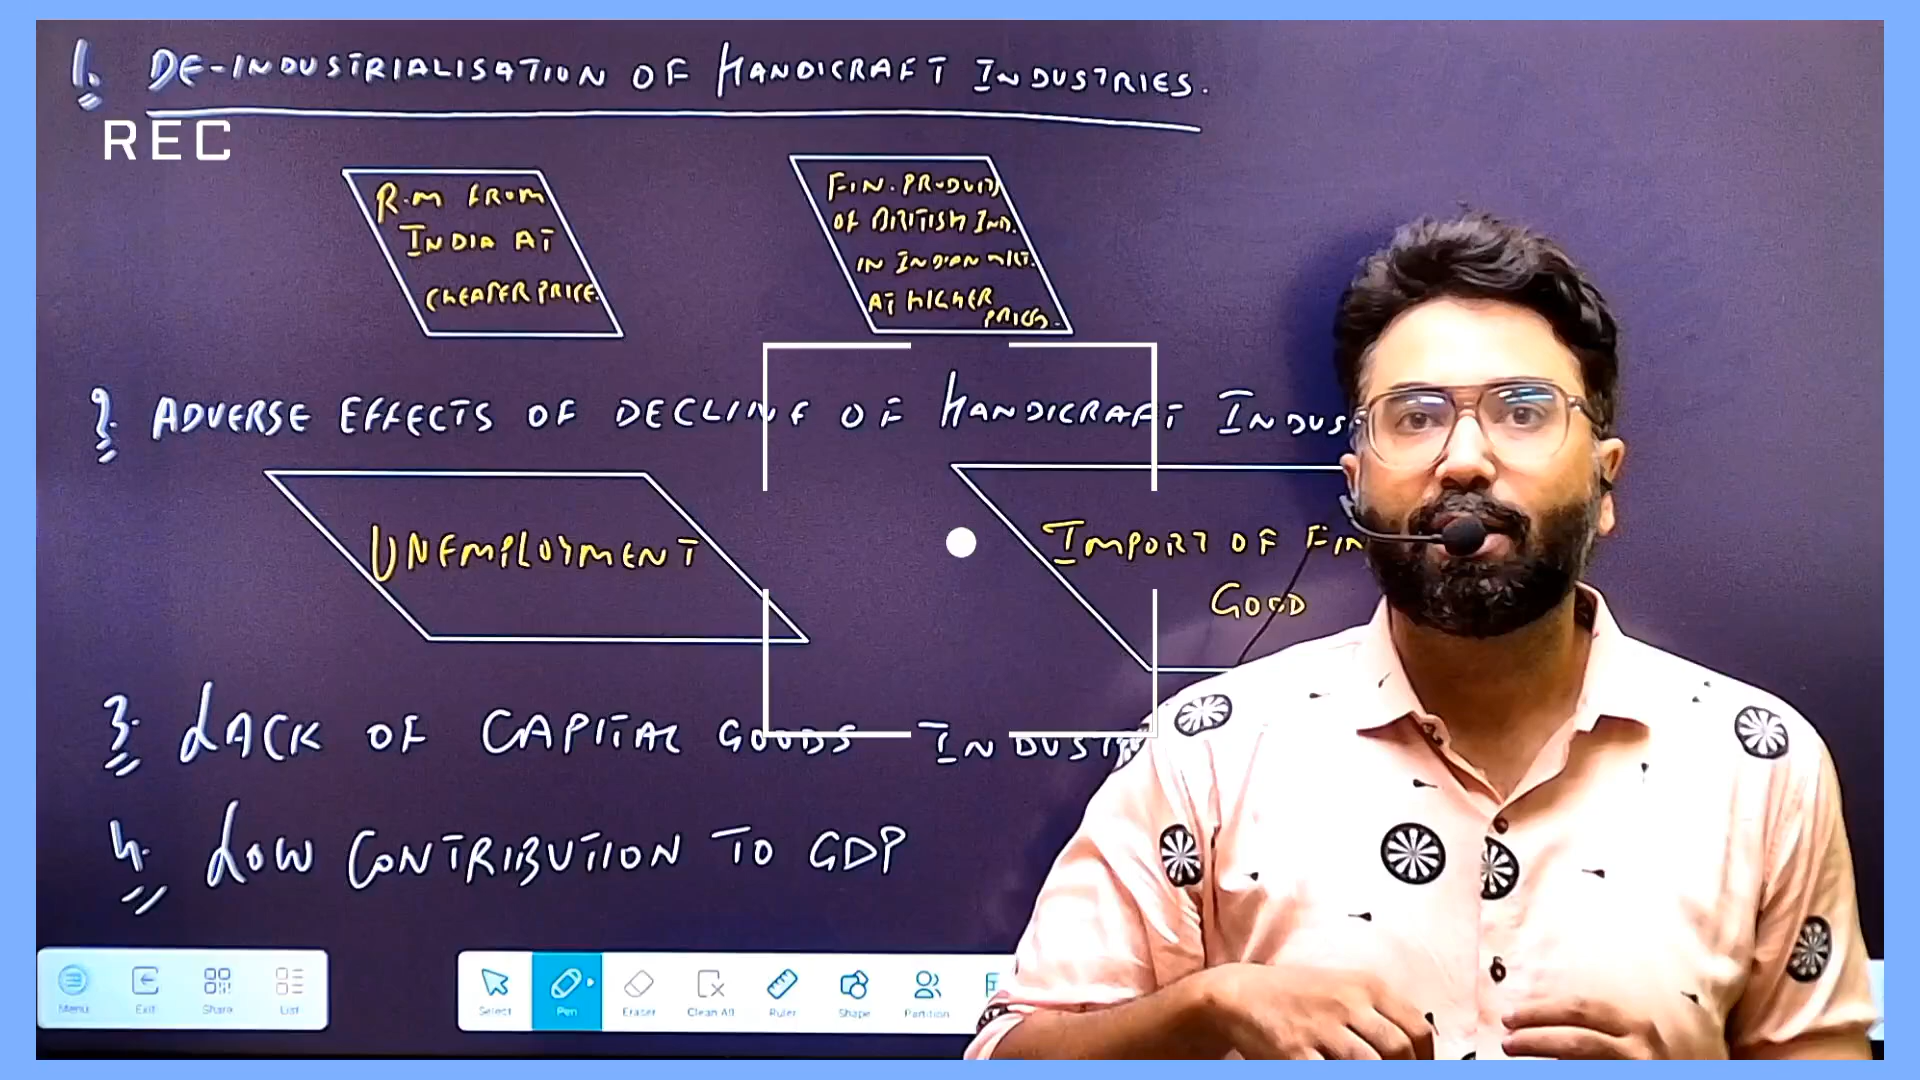 1. DE-INDUSTRIALISATION OF HANDICRAFT INDUSTRIES.
REC
R.M FROM
INDIA AT
CHEAPER PRICE.
FIN. PRODUCTS
OF BRITISH IND.
IN INDIAN MKT.
AT HIGHER
PRICES.
2. ADVERSE EFFECTS OF DECLINE OF HANDICRAFT INDUS
UNEMPLOYMENT
IMPORT OF FIN
GOOD
3. LACK OF CAPITAL GOODS INDUSTR
4. LOW CONTRIBUTION TO GDP
Menu Exit Share List Select Pen Eraser Clean All Ruler Shape Partition